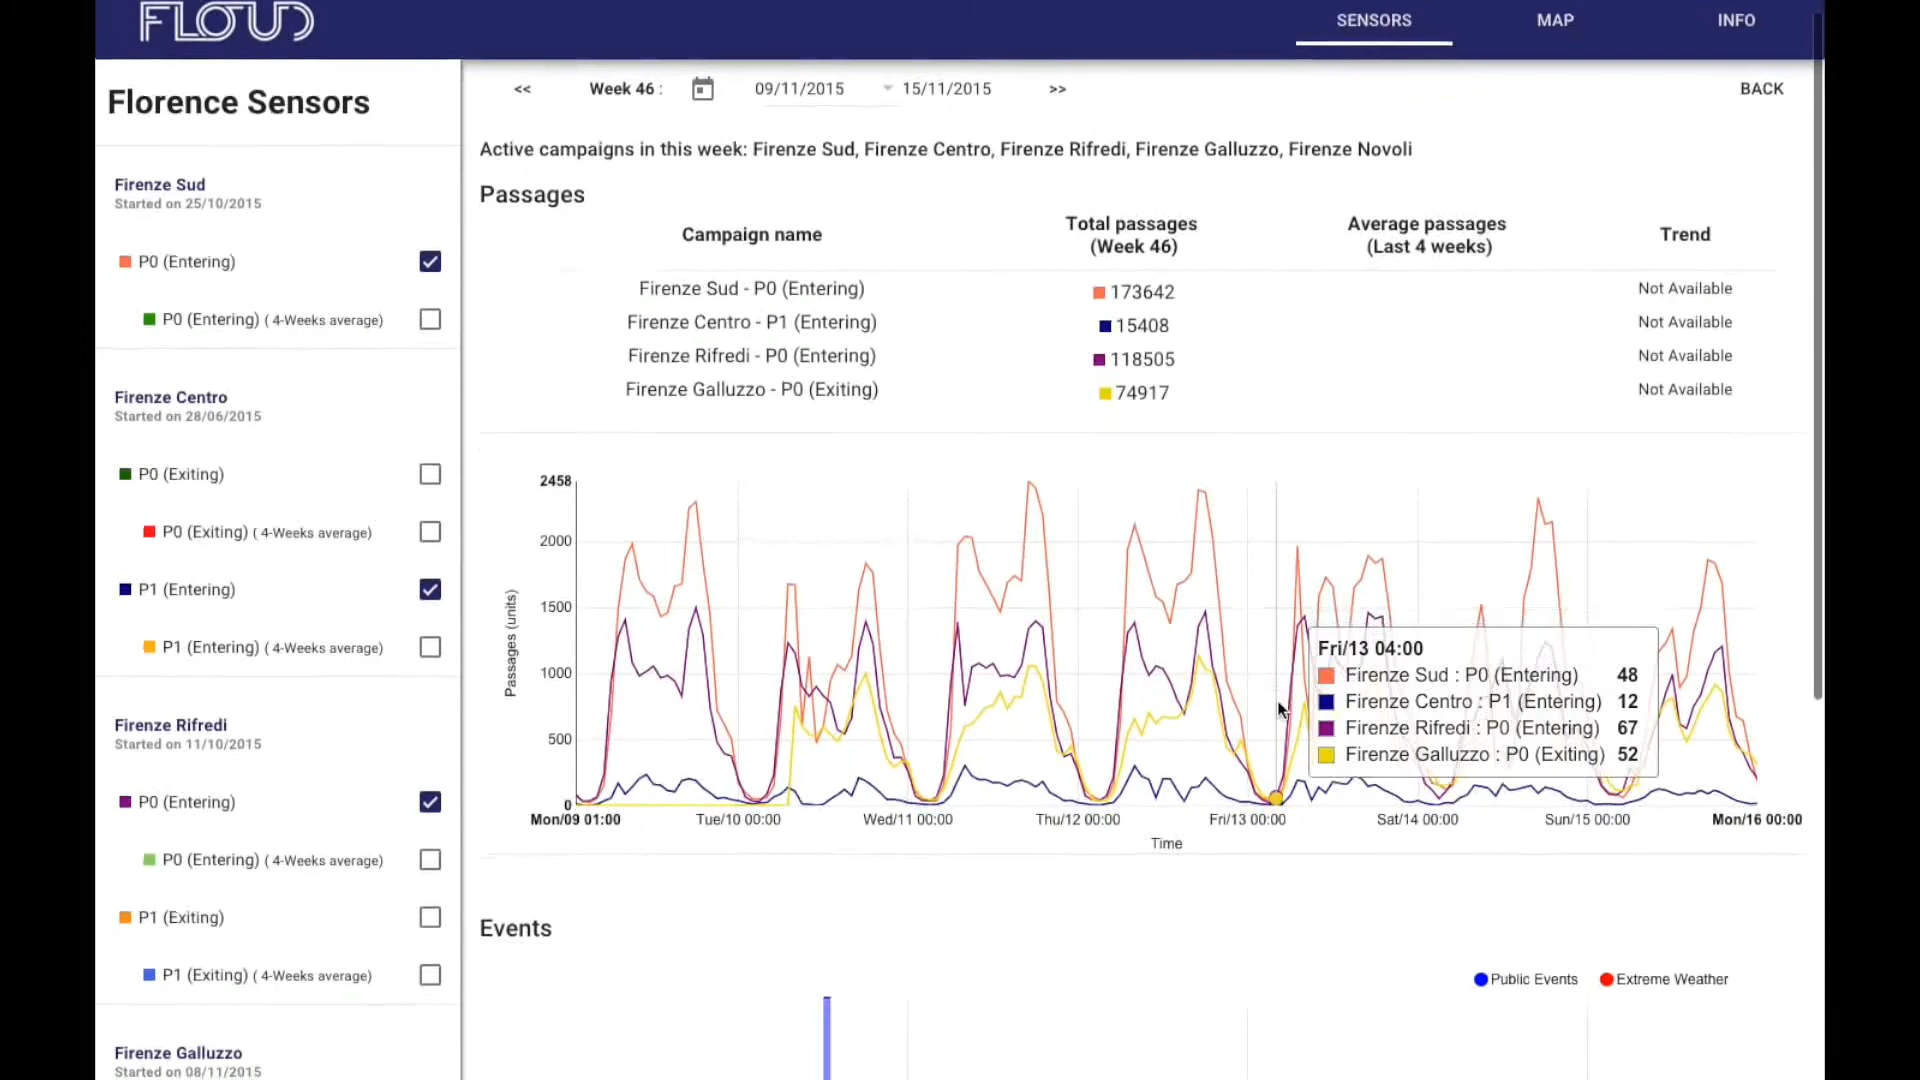 FLOUD
SENSORS MAP INFO
Florence Sensors
<< Week 46 : 09/11/2015 15/11/2015 >> BACK
Active campaigns in this week: Firenze Sud, Firenze Centro, Firenze Rifredi, Firenze Galluzzo, Firenze Novoli
Firenze Sud
Started on 25/10/2015
P0 (Entering)
P0 (Entering) ( 4-Weeks average)
Firenze Centro
Started on 28/06/2015
P0 (Exiting)
P0 (Exiting) ( 4-Weeks average)
P1 (Entering)
P1 (Entering) ( 4-Weeks average)
Firenze Rifredi
Started on 11/10/2015
P0 (Entering)
P0 (Entering) ( 4-Weeks average)
P1 (Exiting)
P1 (Exiting) ( 4-Weeks average)
Firenze Galluzzo
Started on 08/11/2015
Passages
Campaign name Total passages (Week 46) Average passages (Last 4 weeks) Trend
Firenze Sud - P0 (Entering) 173642 Not Available
Firenze Centro - P1 (Entering) 15408 Not Available
Firenze Rifredi - P0 (Entering) 118505 Not Available
Firenze Galluzzo - P0 (Exiting) 74917 Not Available
2458
2000
1500
1000
500
0
Passages (units)
Fri/13 04:00
Firenze Sud : P0 (Entering) 48
Firenze Centro : P1 (Entering) 12
Firenze Rifredi : P0 (Entering) 67
Firenze Galluzzo : P0 (Exiting) 52
Mon/09 01:00 Tue/10 00:00 Wed/11 00:00 Thu/12 00:00 Fri/13 00:00 Sat/14 00:00 Sun/15 00:00 Mon/16 00:00
Time
Events
Public Events Extreme Weather